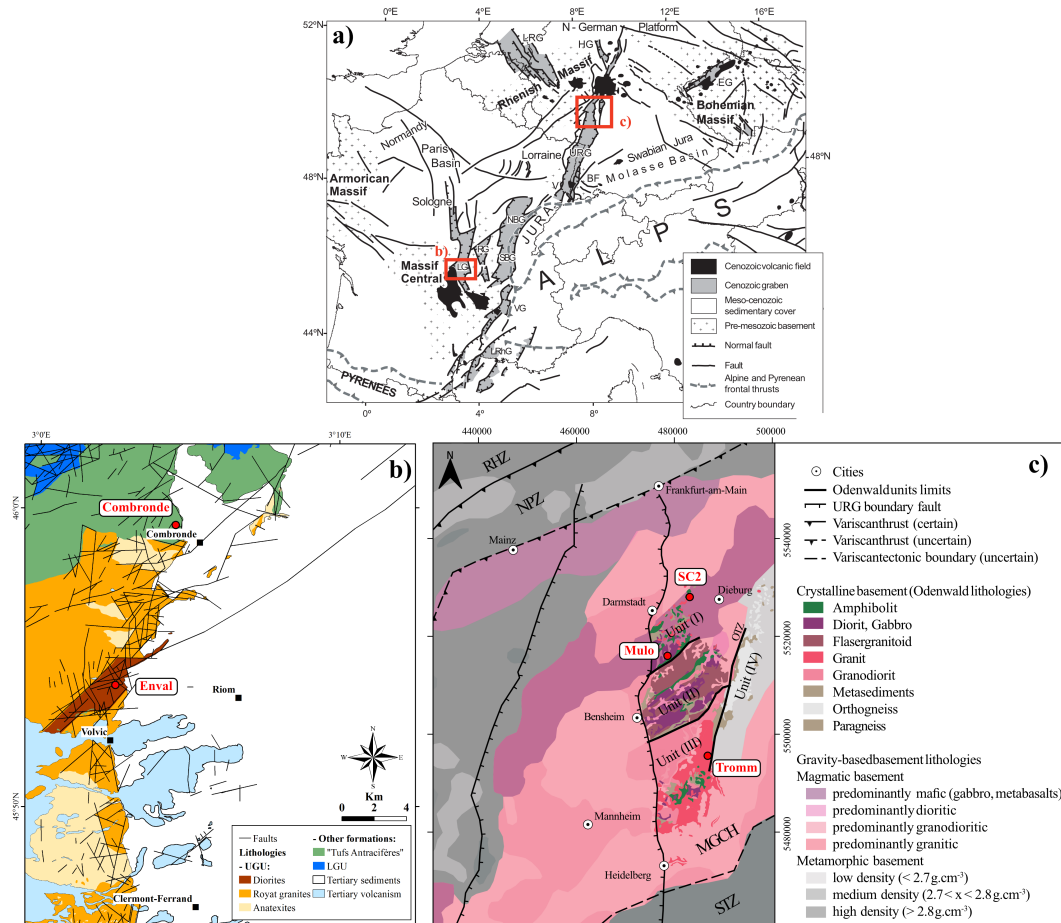 0°E
4°E
8°E
12°E
16°E
52°N
a)
N - German Platform
LRG
HG
Rhenish Massif
EG
Bohemian
Massif
c)
Normandy
Paris
Basin
Lorraine
URG
Swabian Jura
Molasse Basin
48°N
48°N
Armorican
Massif
V
BF
Sologne
JURA
NBG
b)
RG
LG
SBG
Massif
Central
A L P S
VG
44°N
LRhG
PYRENEES
0°
4°
8°
Cenozoic volcanic field
Cenozoic graben
Meso-cenozoic
sedimentary cover
Pre-mesozoic basement
Normal fault
Fault
Alpine and Pyrenean
frontal thrusts
Country boundary
3°0'
3°10'
b)
46°0'
Combronde
Combronde
Enval
Riom
Volvic
N
W
E
S
Km
0 2 4
45°50'
Clermont-Ferrand
Faults
Lithologies
- UGU:
Diorites
Royat granites
Anatexites
- Other formations:
"Tufs Antracifères"
LGU
Tertiary sediments
Tertiary volcanism
440000
460000
480000
500000
N
c)
RHZ
NPZ
Frankfurt-am-Main
Mainz
5540000
SC2
Dieburg
Darmstadt
Unit (I)
5520000
OTZ
Mulo
Unit (IV)
Unit (II)
Bensheim
5500000
Unit (III)
Tromm
Mannheim
MGCH
5480000
Heidelberg
STZ
Cities
Odenwald units limits
URG boundary fault
Variscan thrust (certain)
Variscan thrust (uncertain)
Variscan tectonic boundary (uncertain)
Crystalline basement (Odenwald lithologies)
Amphibolit
Diorit, Gabbro
Flasergranitoid
Granit
Granodiorit
Metasediments
Orthogneiss
Paragneiss
Gravity-based basement lithologies
Magmatic basement
predominantly mafic (gabbro, metabasalts)
predominantly dioritic
predominantly granodioritic
predominantly granitic
Metamorphic basement
low density (< 2.7 g.cm⁻³)
medium density (2.7 < x < 2.8 g.cm⁻³)
high density (> 2.8 g.cm⁻³)